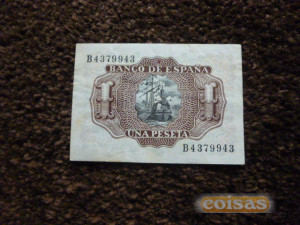 B4379943
BANCO DE ESPAÑA
1 1
UNA PESETA
B4379943
coisas